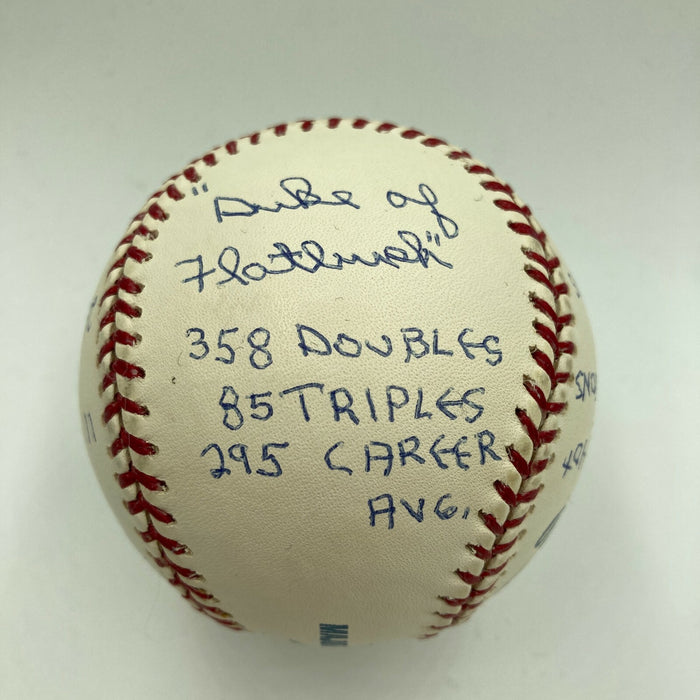 "Duke of
Flatbush"
358 DOUBLES
85 TRIPLES
295 CAREER
AVG.